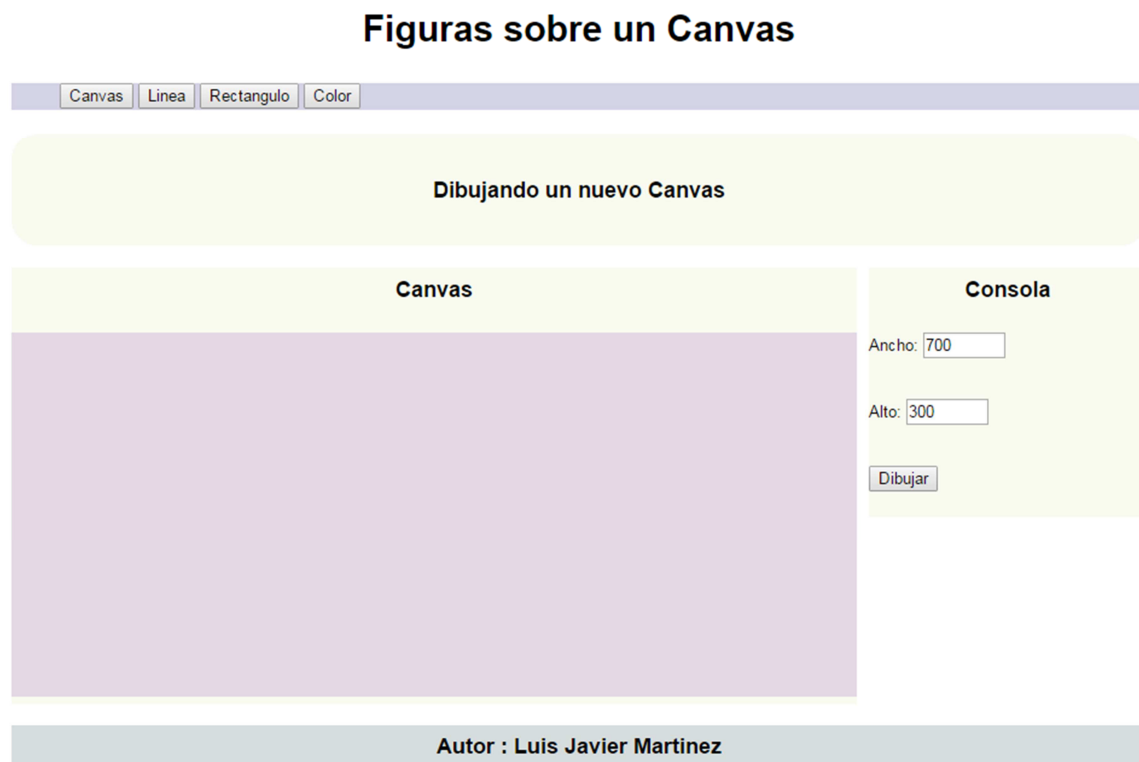 Figuras sobre un Canvas
Canvas Linea Rectangulo Color
Dibujando un nuevo Canvas
Canvas
Consola
Ancho: 700
Alto: 300
Dibujar
Autor : Luis Javier Martinez